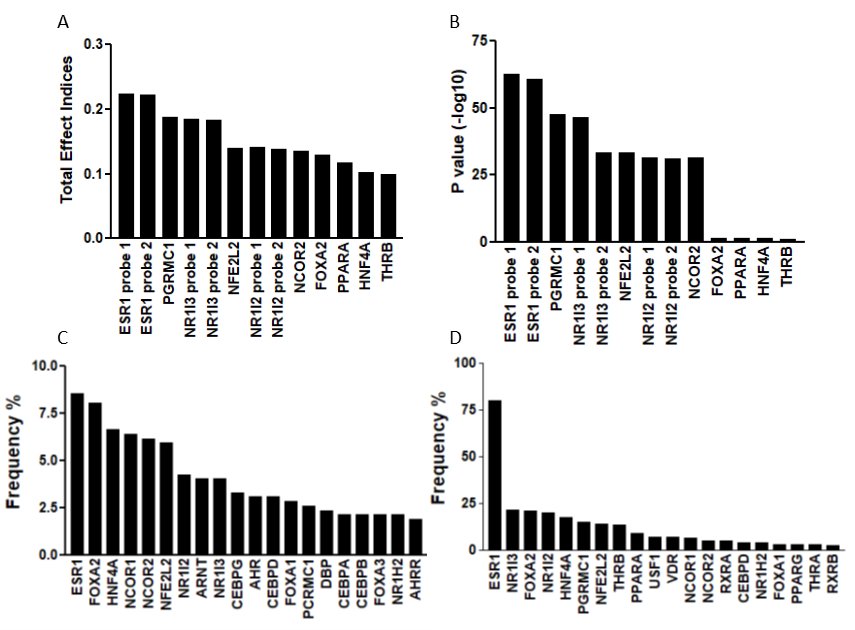 A
Total Effect Indices
0.3
0.2
0.1
0.0
ESR1 probe 1
ESR1 probe 2
PGRMC1
NR1I3 probe 1
NR1I3 probe 2
NFE2L2
NR1I2 probe 1
NR1I2 probe 2
NCOR2
FOXA2
PPARA
HNF4A
THRB
B
P value (-log10)
75
50
25
0
ESR1 probe 1
ESR1 probe 2
PGRMC1
NR1I3 probe 1
NR1I3 probe 2
NFE2L2
NR1I2 probe 1
NR1I2 probe 2
NCOR2
FOXA2
PPARA
HNF4A
THRB
C
Frequency %
10.0
7.5
5.0
2.5
0.0
ESR1
FOXA2
HNF4A
NCOR1
NCOR2
NFE2L2
NR1I2
ARNT
NR1I3
CEBPG
AHR
CEBPD
FOXA1
PCRMC1
DBP
CEBPA
CEBPB
FOXA3
NR1H2
AHRR
D
Frequency %
100
75
50
25
0
ESR1
NR1I3
FOXA2
NR1I2
HNF4A
PGRMC1
NFE2L2
THRB
PPARA
USF1
VDR
NCOR1
NCOR2
RXRA
CEBPD
NR1H2
FOXA1
PPARG
THRA
RXRB